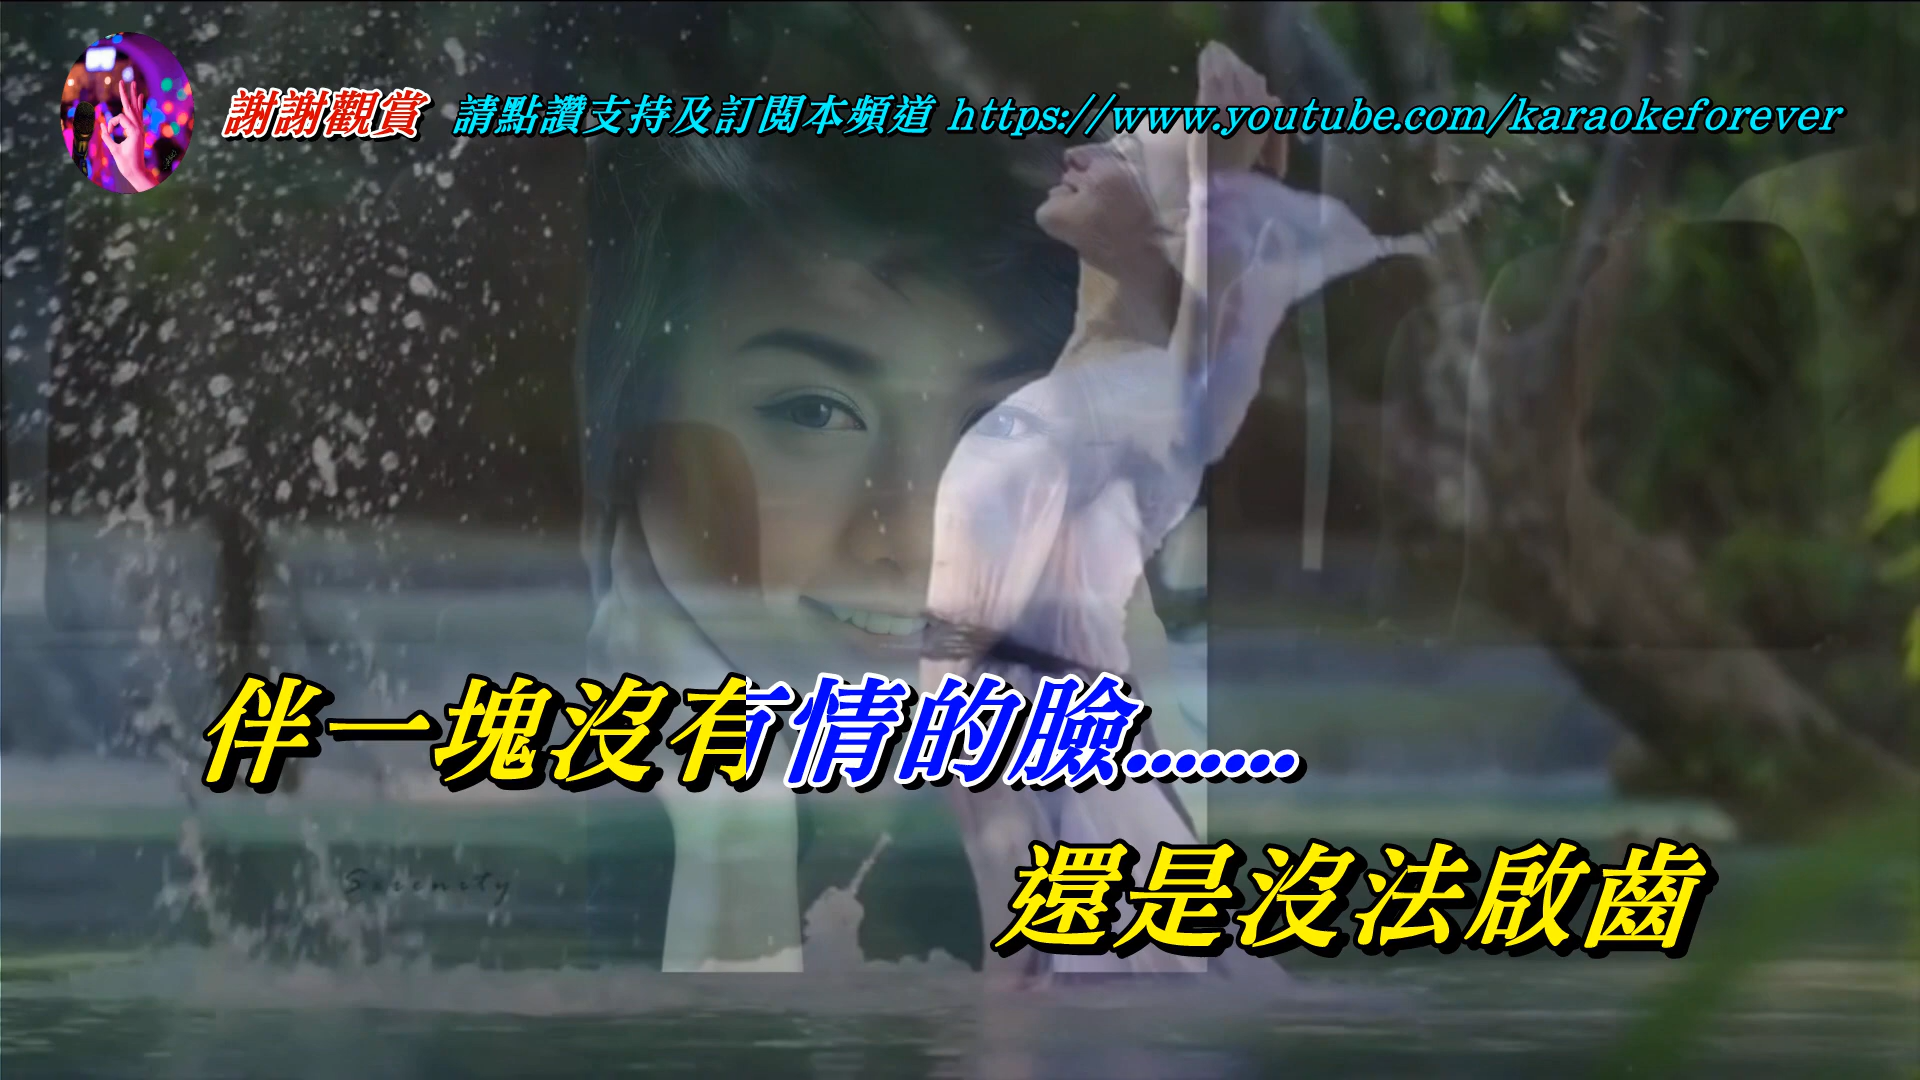 謝謝觀賞 請點讚支持及訂閱本頻道 https://www.youtube.com/karaokeforever
伴一塊沒有情的臉.......
還是沒法啟齒
Serenity